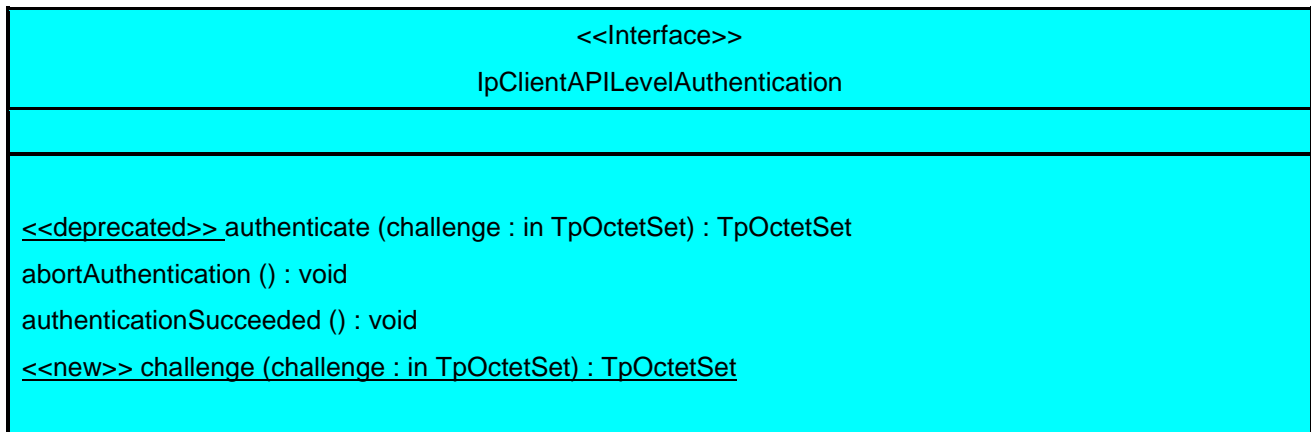 <<Interface>>
IpClientAPILevelAuthentication
<<deprecated>> authenticate (challenge : in TpOctetSet) : TpOctetSet
abortAuthentication () : void
authenticationSucceeded () : void
<<new>> challenge (challenge : in TpOctetSet) : TpOctetSet